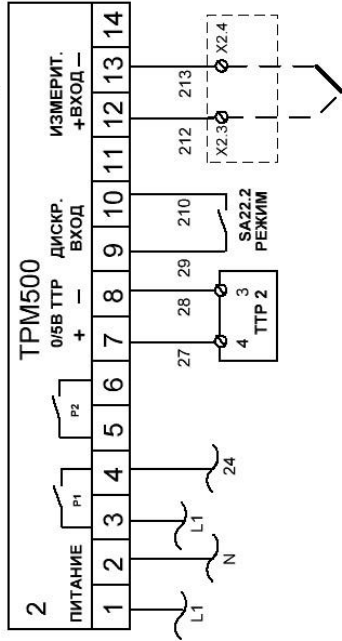 2
ТРМ500
ПИТАНИЕ
0/5В ТТР
+ −
ДИСКР.
ВХОД
ИЗМЕРИТ.
+ВХОД −
P1
P2
1 2 3 4 5 6 7 8 9 10 11 12 13 14
L1
N
L1
24
27
28
29
210
212
213
4 3
ТТР 2
SA22.2
РЕЖИМ
X2.3
X2.4